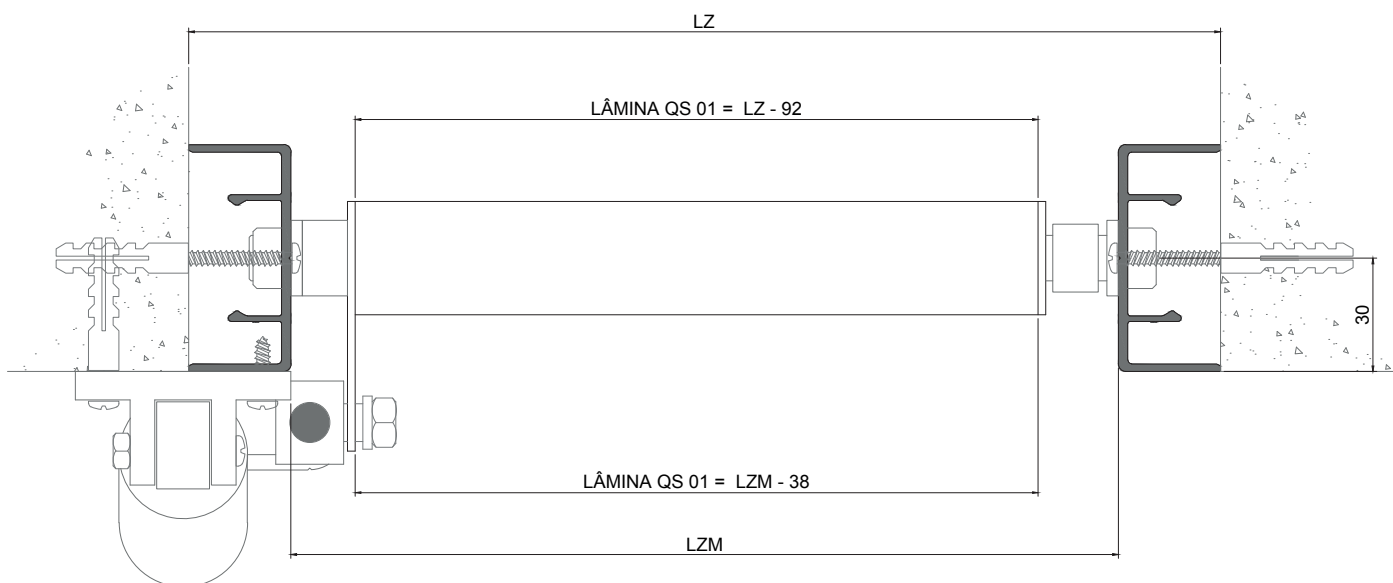 LZ
LÂMINA QS 01 = LZ - 92
30
LÂMINA QS 01 = LZM - 38
LZM